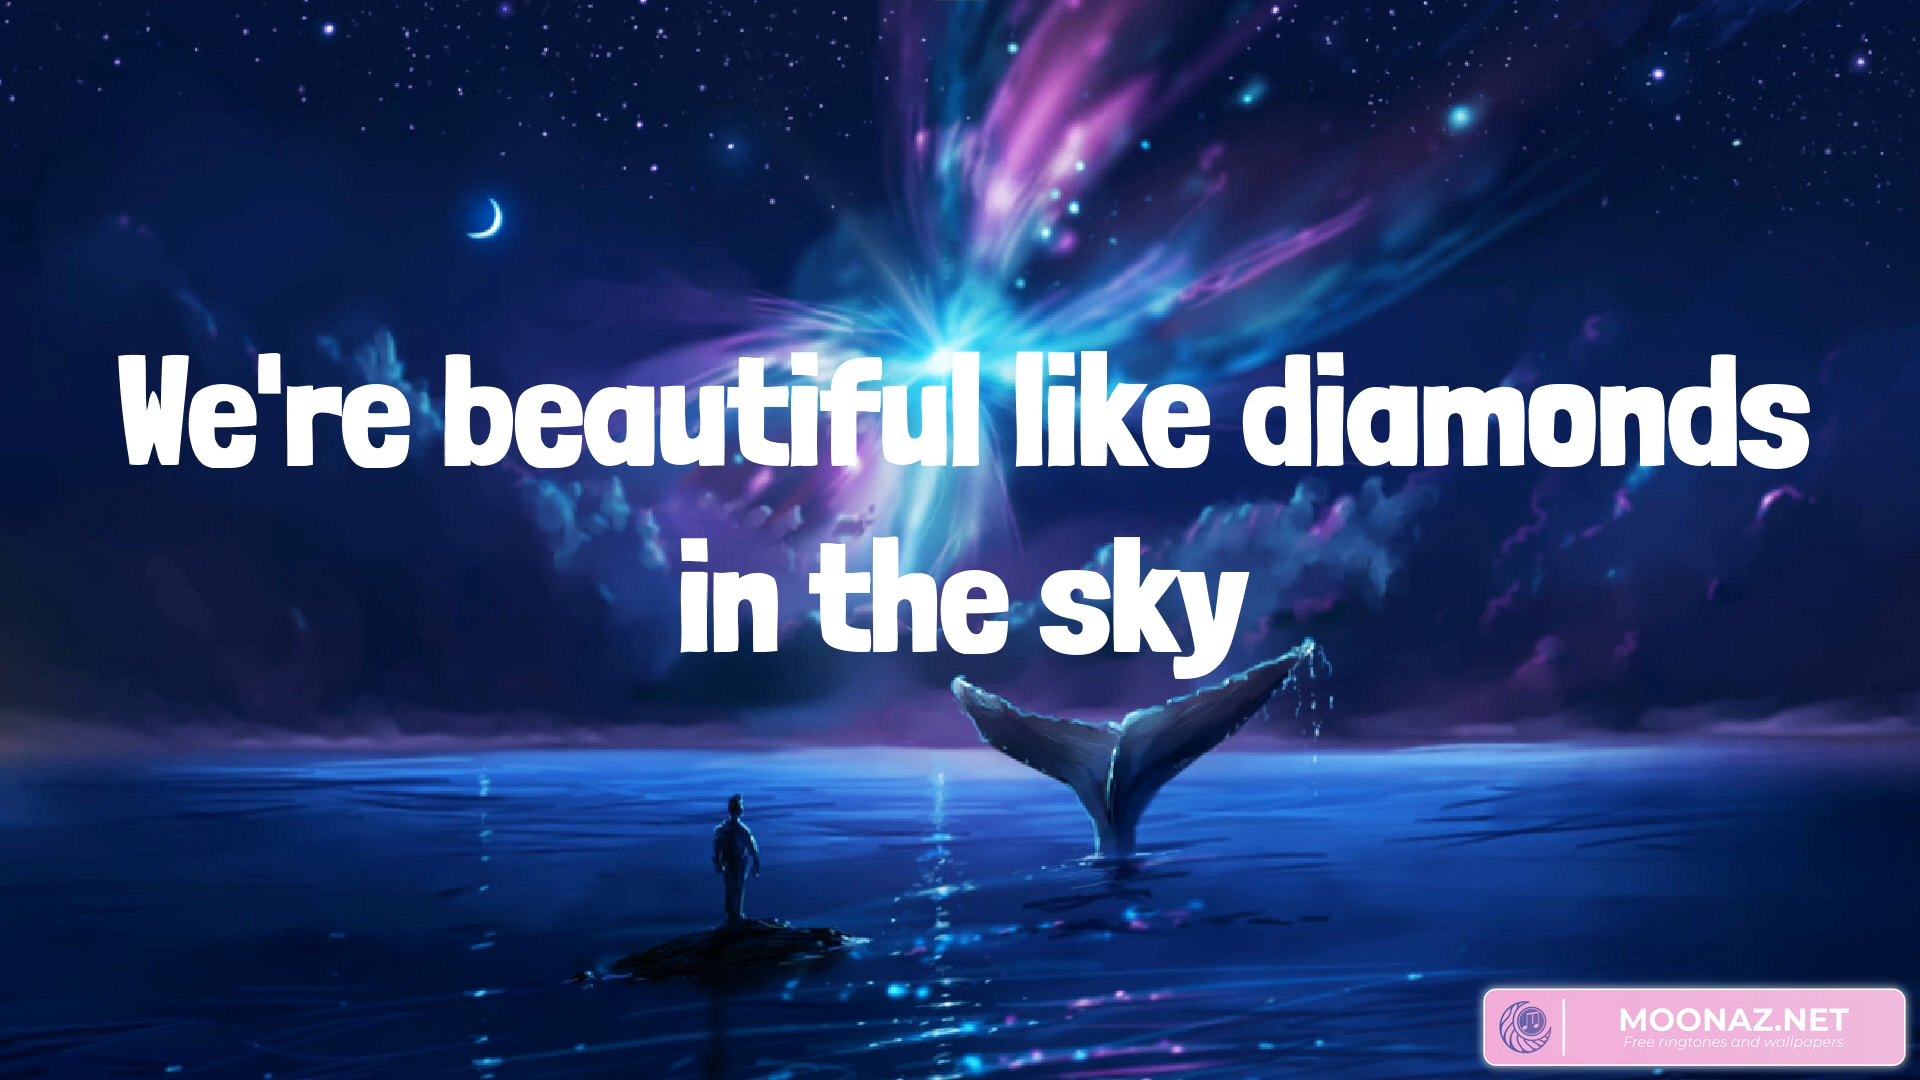 We're beautiful like diamonds
in the sky
MOONAZ.NET
Free ringtones and wallpapers